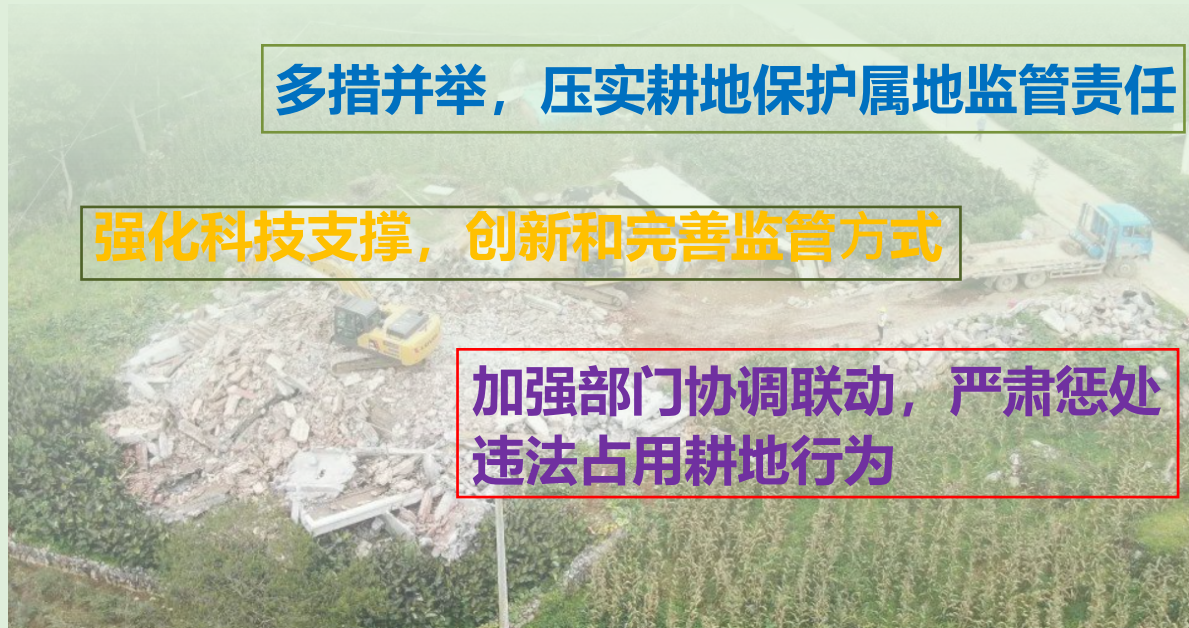 多措并举，压实耕地保护属地监管责任
强化科技支撑，创新和完善监管方式
加强部门协调联动，严肃惩处
违法占用耕地行为